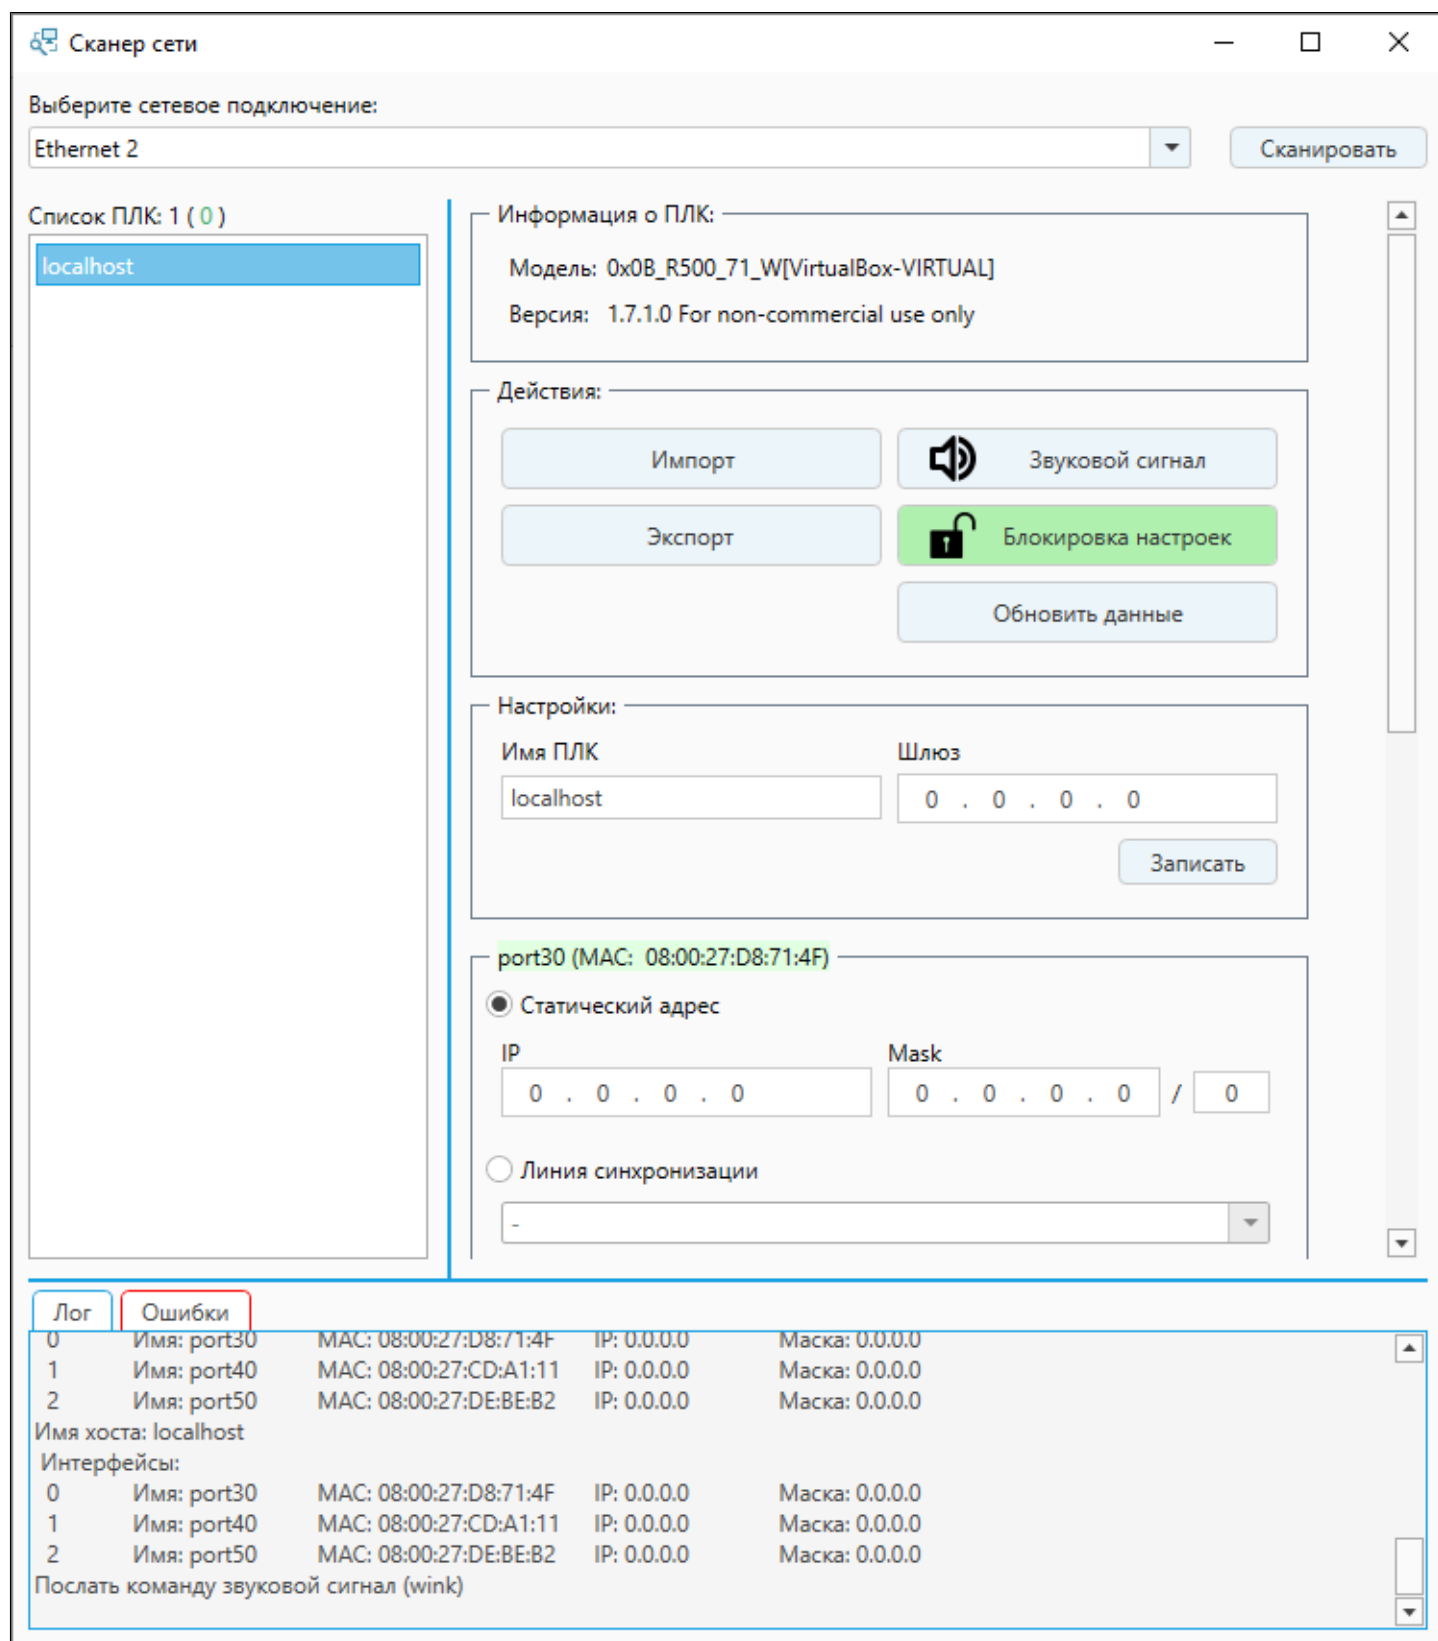 Сканер сети
Выберите сетевое подключение:
Ethernet 2
Сканировать
Список ПЛК: 1 ( 0 )
localhost
Информация о ПЛК:
Модель: 0x0B_R500_71_W[VirtualBox-VIRTUAL]
Версия: 1.7.1.0 For non-commercial use only
Действия:
Импорт
Звуковой сигнал
Экспорт
Блокировка настроек
Обновить данные
Настройки:
Имя ПЛК
Шлюз
localhost
0 . 0 . 0 . 0
Записать
port30 (MAC: 08:00:27:D8:71:4F)
Статический адрес
IP
Mask
0 . 0 . 0 . 0
0 . 0 . 0 . 0 / 0
Линия синхронизации
-
Лог
Ошибки
0 Имя: port30 MAC: 08:00:27:D8:71:4F IP: 0.0.0.0 Маска: 0.0.0.0
1 Имя: port40 MAC: 08:00:27:CD:A1:11 IP: 0.0.0.0 Маска: 0.0.0.0
2 Имя: port50 MAC: 08:00:27:DE:BE:B2 IP: 0.0.0.0 Маска: 0.0.0.0
Имя хоста: localhost
Интерфейсы:
0 Имя: port30 MAC: 08:00:27:D8:71:4F IP: 0.0.0.0 Маска: 0.0.0.0
1 Имя: port40 MAC: 08:00:27:CD:A1:11 IP: 0.0.0.0 Маска: 0.0.0.0
2 Имя: port50 MAC: 08:00:27:DE:BE:B2 IP: 0.0.0.0 Маска: 0.0.0.0
Послать команду звуковой сигнал (wink)